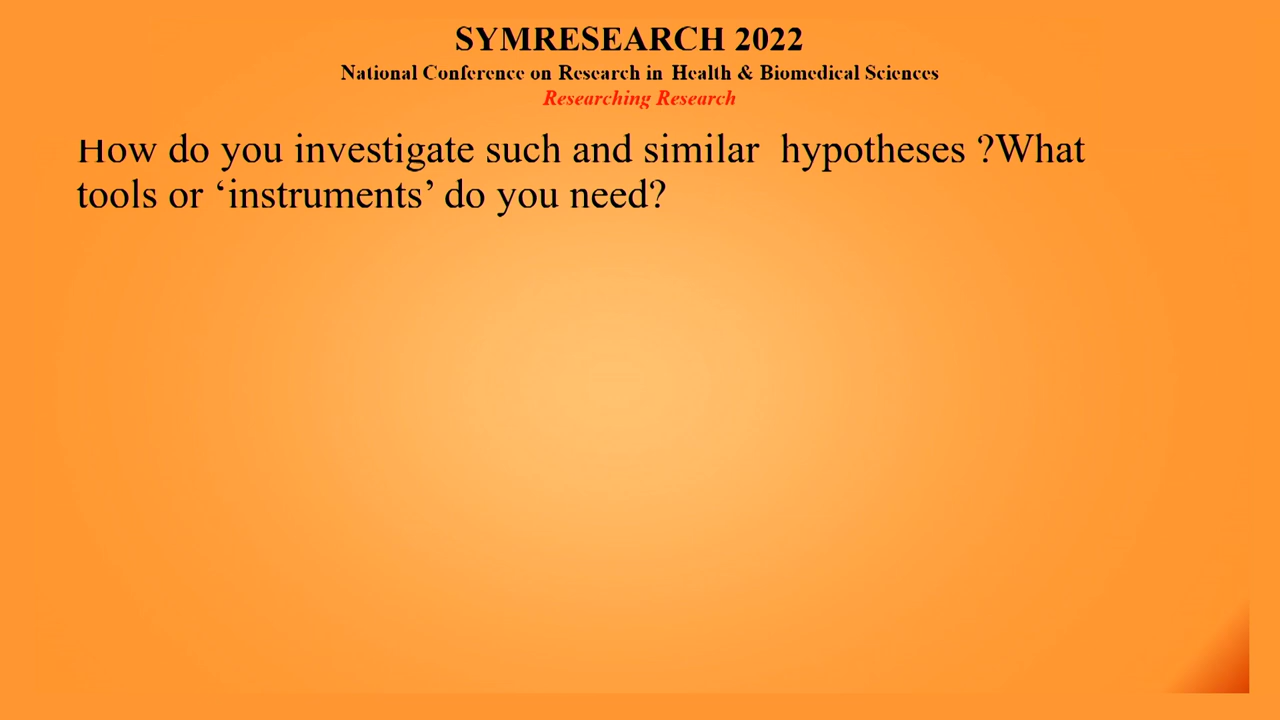 SYMRESEARCH 2022
National Conference on Research in Health & Biomedical Sciences
Researching Research
How do you investigate such and similar  hypotheses ?What
tools or ‘instruments’ do you need?